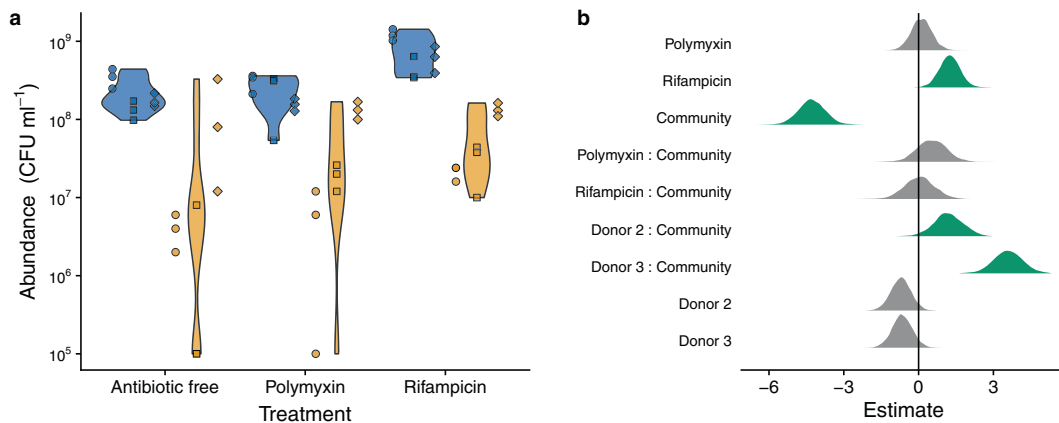 a
Abundance (CFU ml⁻¹)
10⁹
10⁸
10⁷
10⁶
10⁵
Antibiotic free
Polymyxin
Rifampicin
Treatment
b
Polymyxin
Rifampicin
Community
Polymyxin : Community
Rifampicin : Community
Donor 2 : Community
Donor 3 : Community
Donor 2
Donor 3
−6
−3
0
3
Estimate